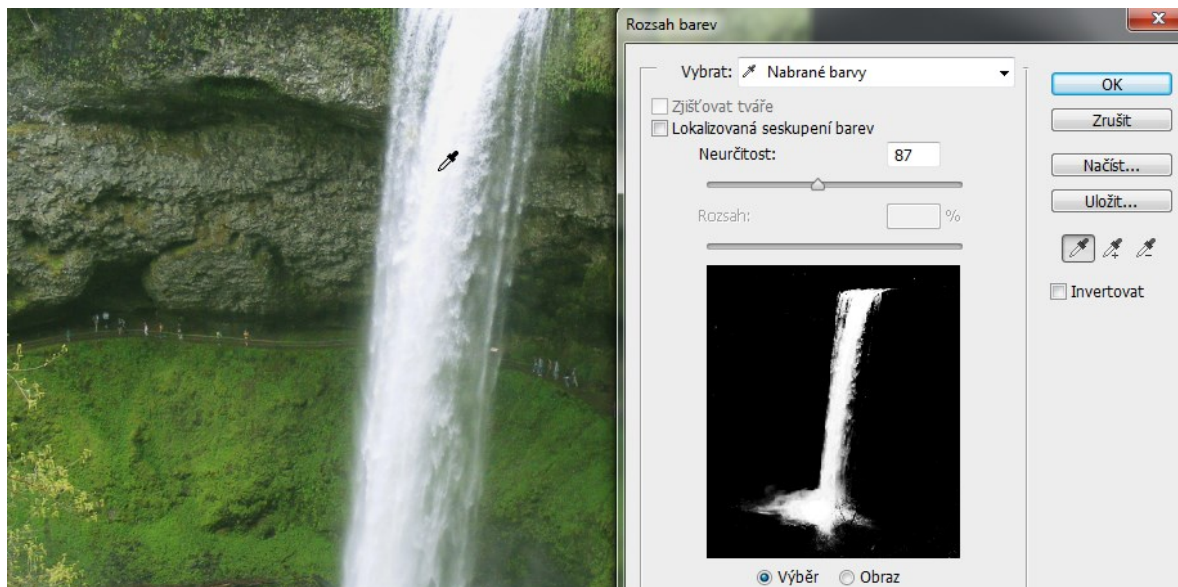 Rozsah barev
Vybrat: Nabrané barvy
Zjišťovat tváře
Lokalizovaná seskupení barev
Neurčitost: 87
Rozsah: %
Výběr Obraz
OK
Zrušit
Načíst...
Uložit...
Invertovat